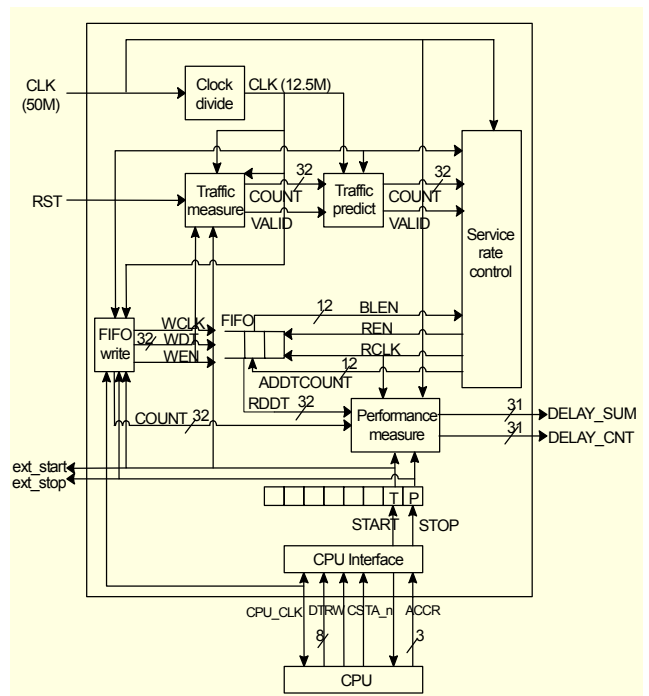 CLK
(50M)
Clock
divide
CLK (12.5M)
32
32
RST
Traffic
measure
COUNT
VALID
Traffic
predict
COUNT
VALID
Service
rate
control
FIFO
write
WCLK
32
WDT
WEN
FIFO
12
BLEN
REN
RCLK
12
ADDTCOUNT
RDDT
32
COUNT
32
Performance
measure
31
DELAY_SUM
31
DELAY_CNT
ext_start
ext_stop
T P
START STOP
CPU Interface
CPU_CLK DTRW CSTA_n ACCR
8
3
CPU